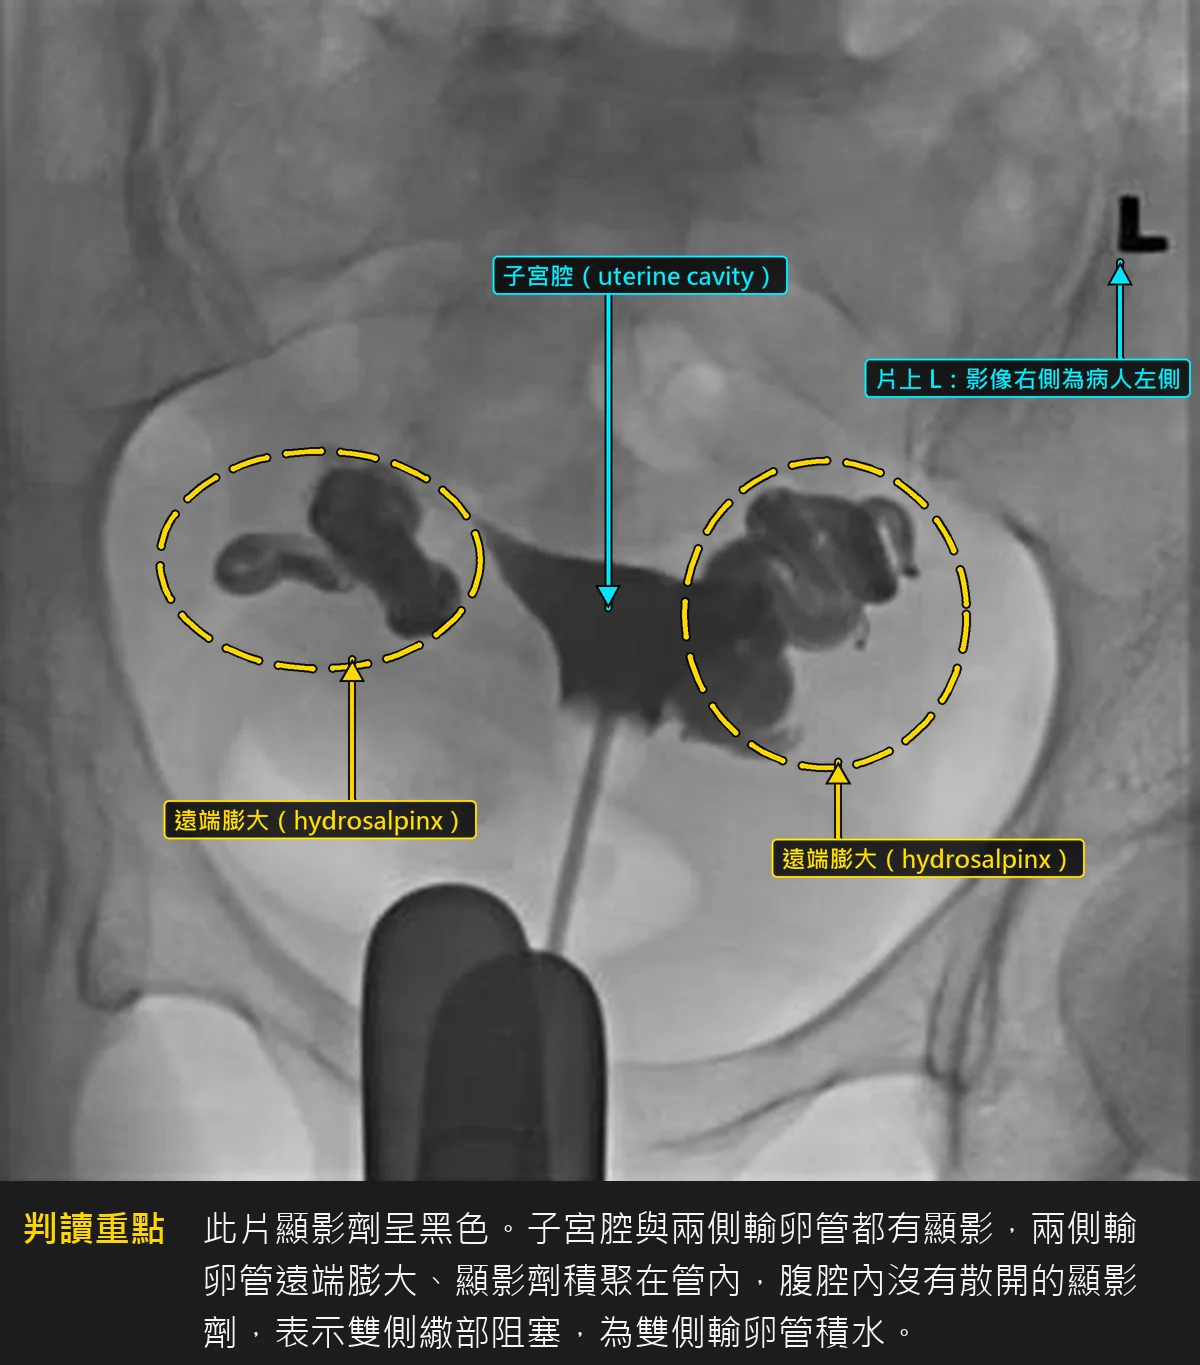 L
子宮腔（uterine cavity）
片上 L：影像右側為病人左側
遠端膨大（hydrosalpinx）
遠端膨大（hydrosalpinx）
判讀重點
此片顯影劑呈黑色。子宮腔與兩側輸卵管都有顯影，兩側輸
卵管遠端膨大、顯影劑積聚在管內，腹腔內沒有散開的顯影
劑，表示雙側繖部阻塞，為雙側輸卵管積水。